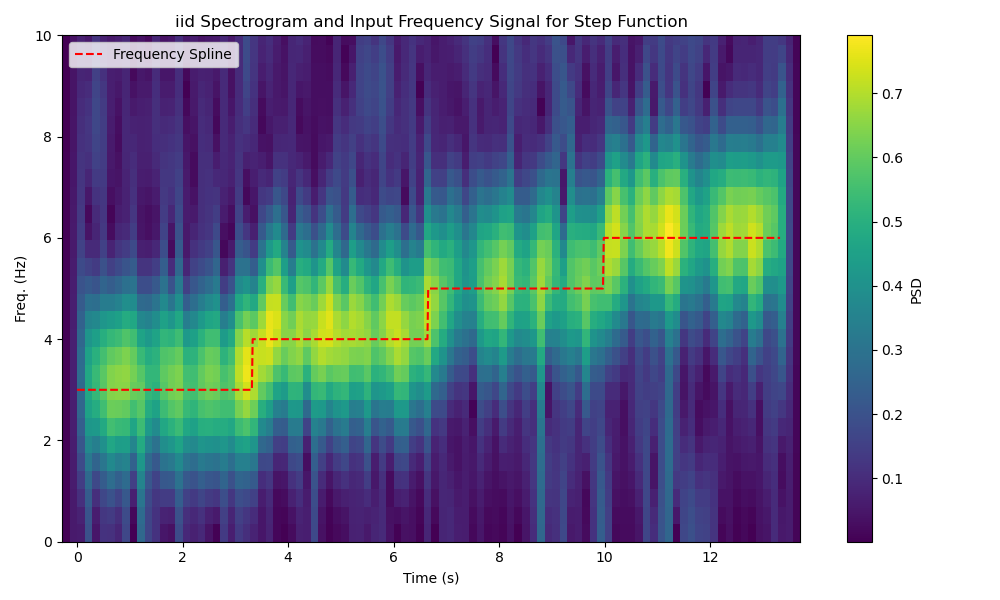 iid Spectrogram and Input Frequency Signal for Step Function
Frequency Spline
Freq. (Hz)
10
8
6
4
2
0
0 2 4 6 8 10 12
Time (s)
0.7
0.6
0.5
0.4
0.3
0.2
0.1
PSD